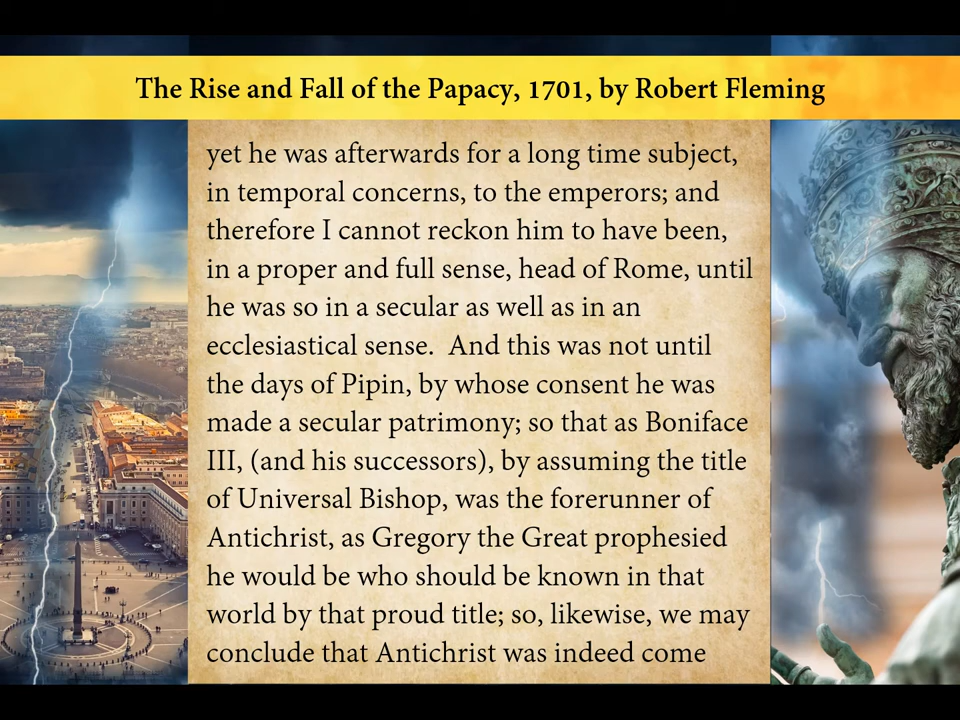 The Rise and Fall of the Papacy, 1701, by Robert Fleming
yet he was afterwards for a long time subject,
in temporal concerns, to the emperors; and
therefore I cannot reckon him to have been,
in a proper and full sense, head of Rome, until
he was so in a secular as well as in an
ecclesiastical sense.  And this was not until
the days of Pipin, by whose consent he was
made a secular patrimony; so that as Boniface
III, (and his successors), by assuming the title
of Universal Bishop, was the forerunner of
Antichrist, as Gregory the Great prophesied
he would be who should be known in that
world by that proud title; so, likewise, we may
conclude that Antichrist was indeed come